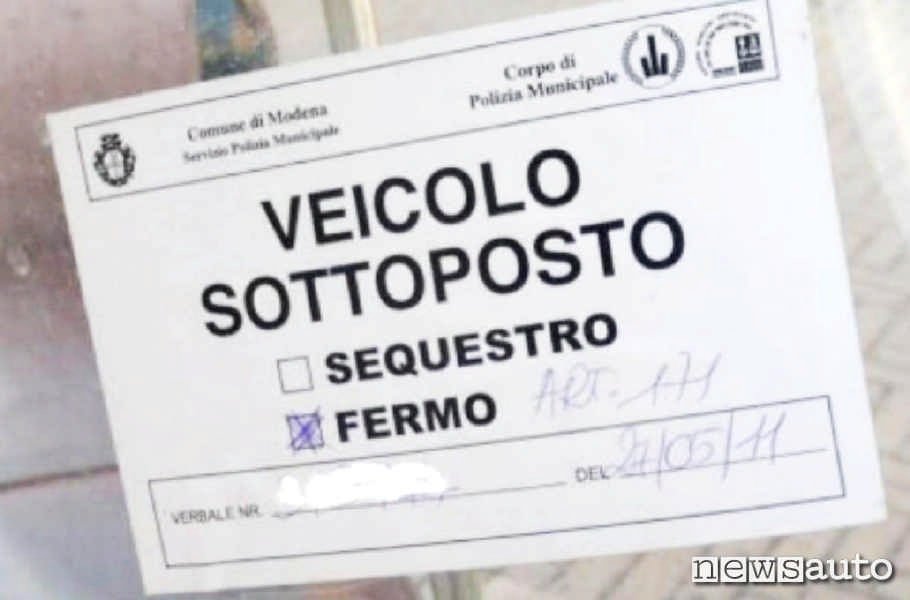 Comune di Modena
Servizio Polizia Municipale
Corpo di
Polizia Municipale
VEICOLO
SOTTOPOSTO
SEQUESTRO
FERMO ART. 171
VERBALE NR. DEL 27/05/11
newsauto